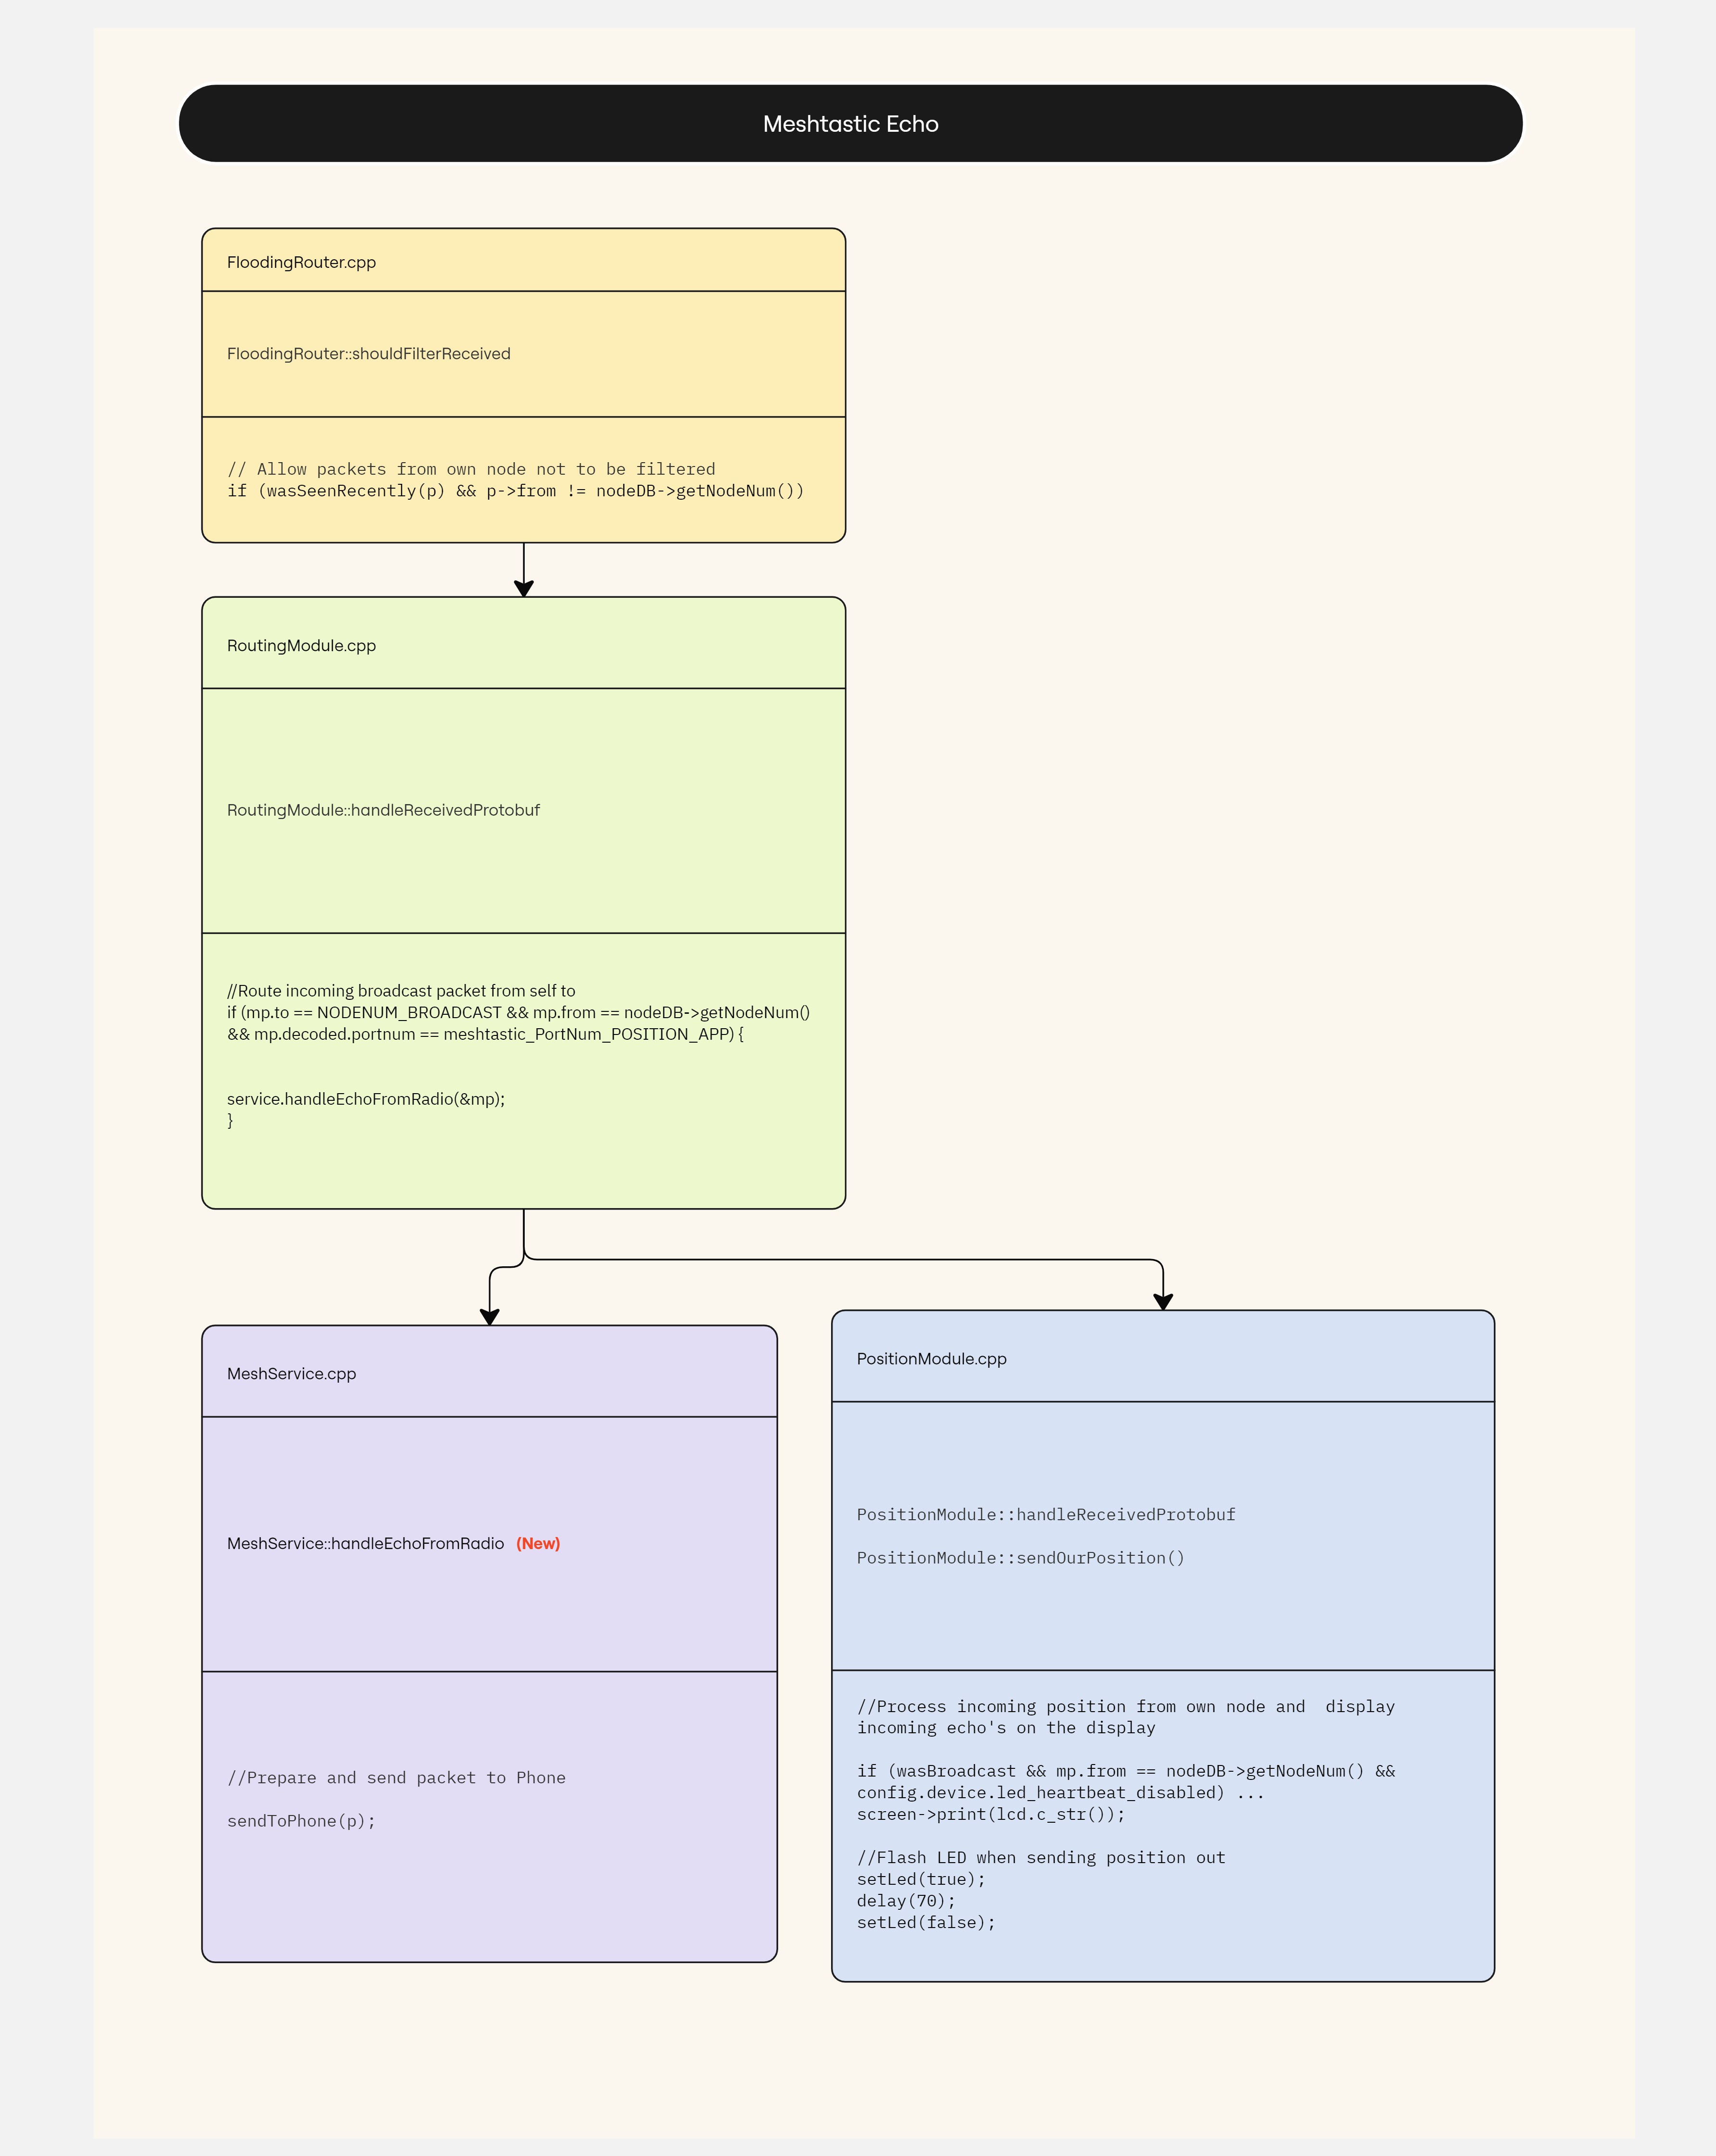 Meshtastic Echo
FloodingRouter.cpp
FloodingRouter::shouldFilterReceived
// Allow packets from own node not to be filtered
if (wasSeenRecently(p) && p->from != nodeDB->getNodeNum())
RoutingModule.cpp
RoutingModule::handleReceivedProtobuf
//Route incoming broadcast packet from self to
if (mp.to == NODENUM_BROADCAST && mp.from == nodeDB->getNodeNum()
&& mp.decoded.portnum == meshtastic_PortNum_POSITION_APP) {
service.handleEchoFromRadio(&mp);
}
MeshService.cpp
MeshService::handleEchoFromRadio (New)
//Prepare and send packet to Phone
sendToPhone(p);
PositionModule.cpp
PositionModule::handleReceivedProtobuf
PositionModule::sendOurPosition()
//Process incoming position from own node and  display
incoming echo's on the display
if (wasBroadcast && mp.from == nodeDB->getNodeNum() &&
config.device.led_heartbeat_disabled) ...
screen->print(lcd.c_str());
//Flash LED when sending position out
setLed(true);
delay(70);
setLed(false);